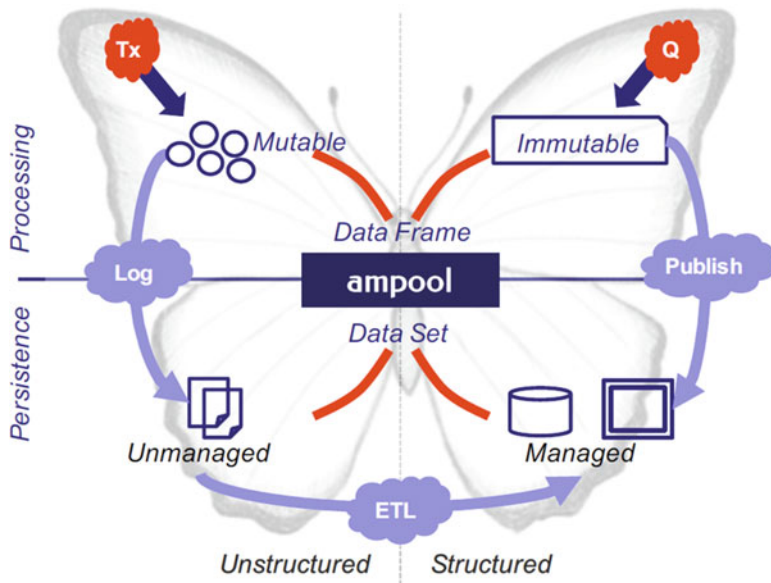 Tx
Q
Mutable
Immutable
Processing
Data Frame
Log
ampool
Publish
Data Set
Persistence
Unmanaged
Managed
ETL
Unstructured
Structured